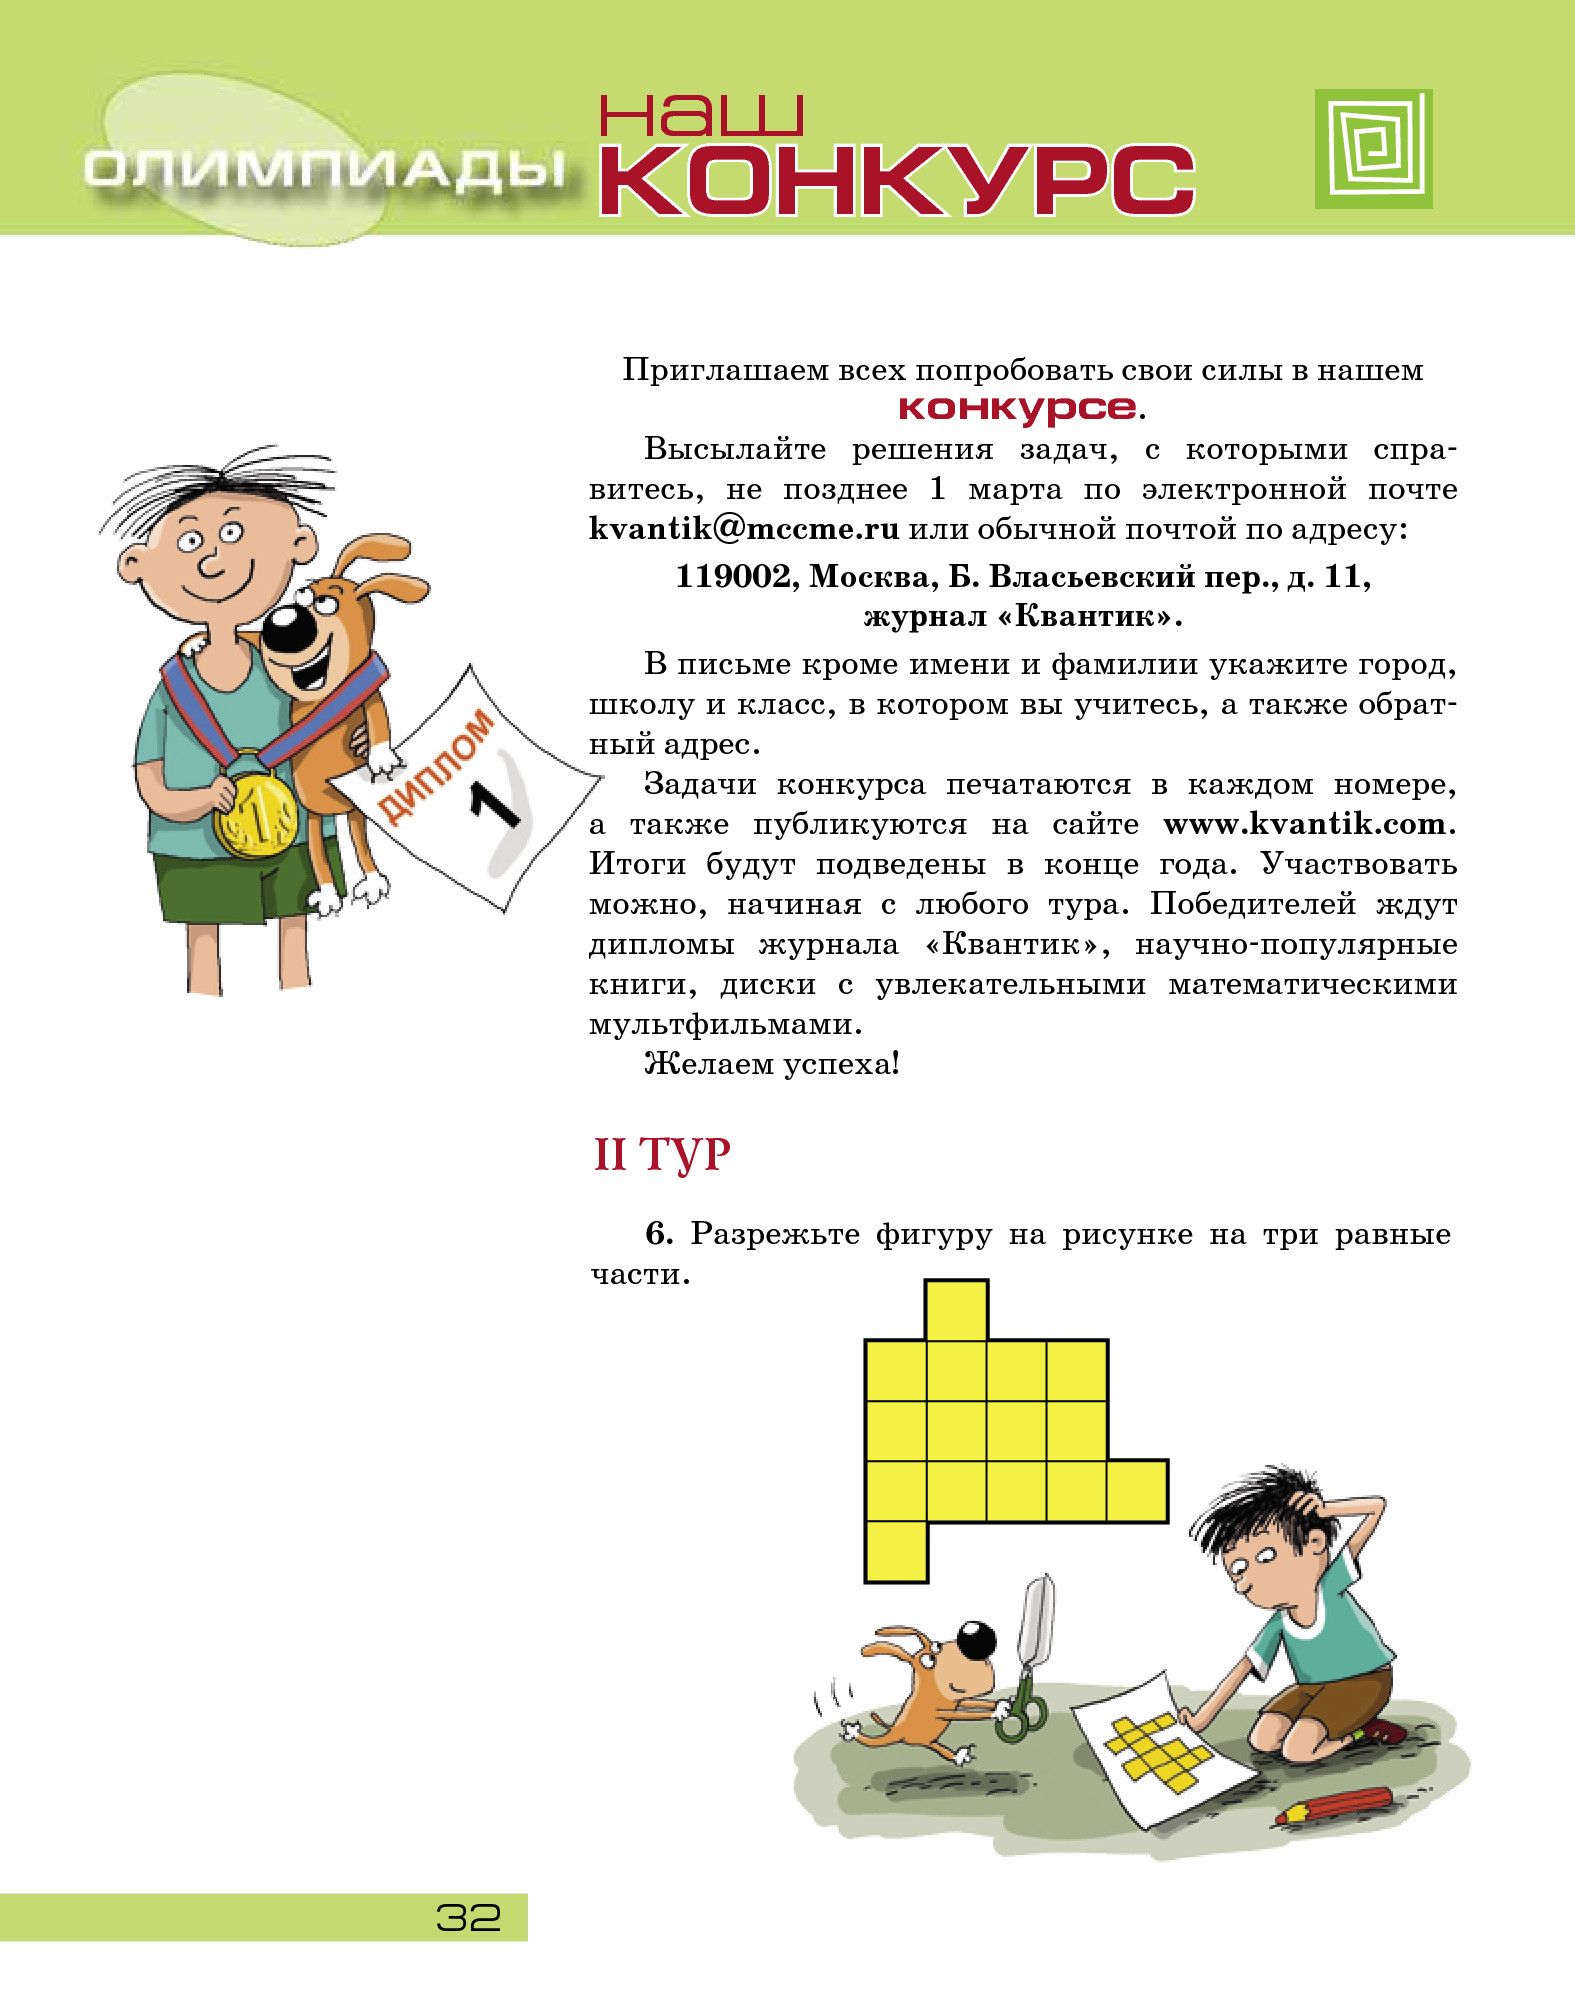 ОЛИМПИАДЫ
наш
КОНКУРС
Приглашаем всех попробовать свои силы в нашем
конкурсе.
Высылайте решения задач, с которыми спра-
витесь, не позднее 1 марта по электронной почте
kvantik@mccme.ru или обычной почтой по адресу:
119002, Москва, Б. Власьевский пер., д. 11,
журнал «Квантик».
В письме кроме имени и фамилии укажите город,
школу и класс, в котором вы учитесь, а также обрат-
ный адрес.
Задачи конкурса печатаются в каждом номере,
а также публикуются на сайте www.kvantik.com.
Итоги будут подведены в конце года. Участвовать
можно, начиная с любого тура. Победителей ждут
дипломы журнала «Квантик», научно-популярные
книги, диски с увлекательными математическими
мультфильмами.
Желаем успеха!
ДИПЛОМ
1
1
II ТУР
6. Разрежьте фигуру на рисунке на три равные
части.
32